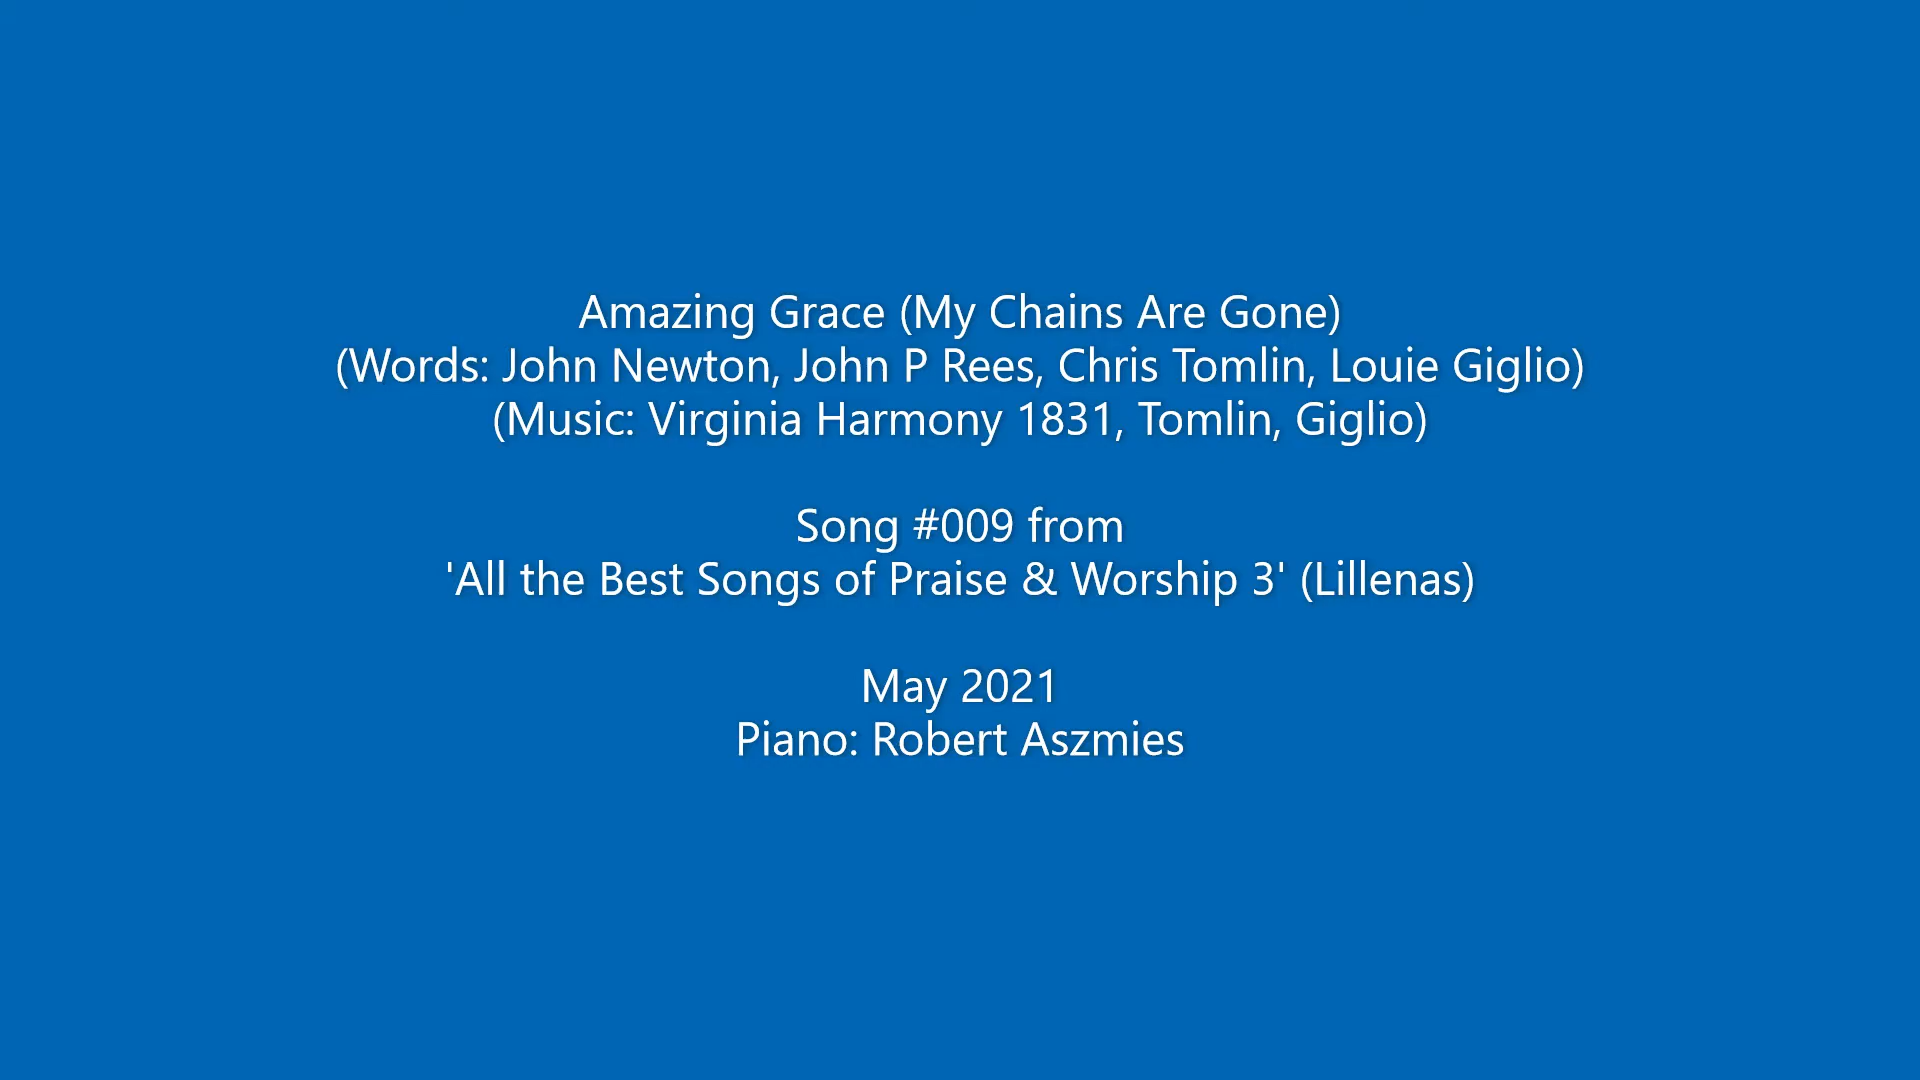 Amazing Grace (My Chains Are Gone)
(Words: John Newton, John P Rees, Chris Tomlin, Louie Giglio)
(Music: Virginia Harmony 1831, Tomlin, Giglio)
Song #009 from
'All the Best Songs of Praise & Worship 3' (Lillenas)
May 2021
Piano: Robert Aszmies